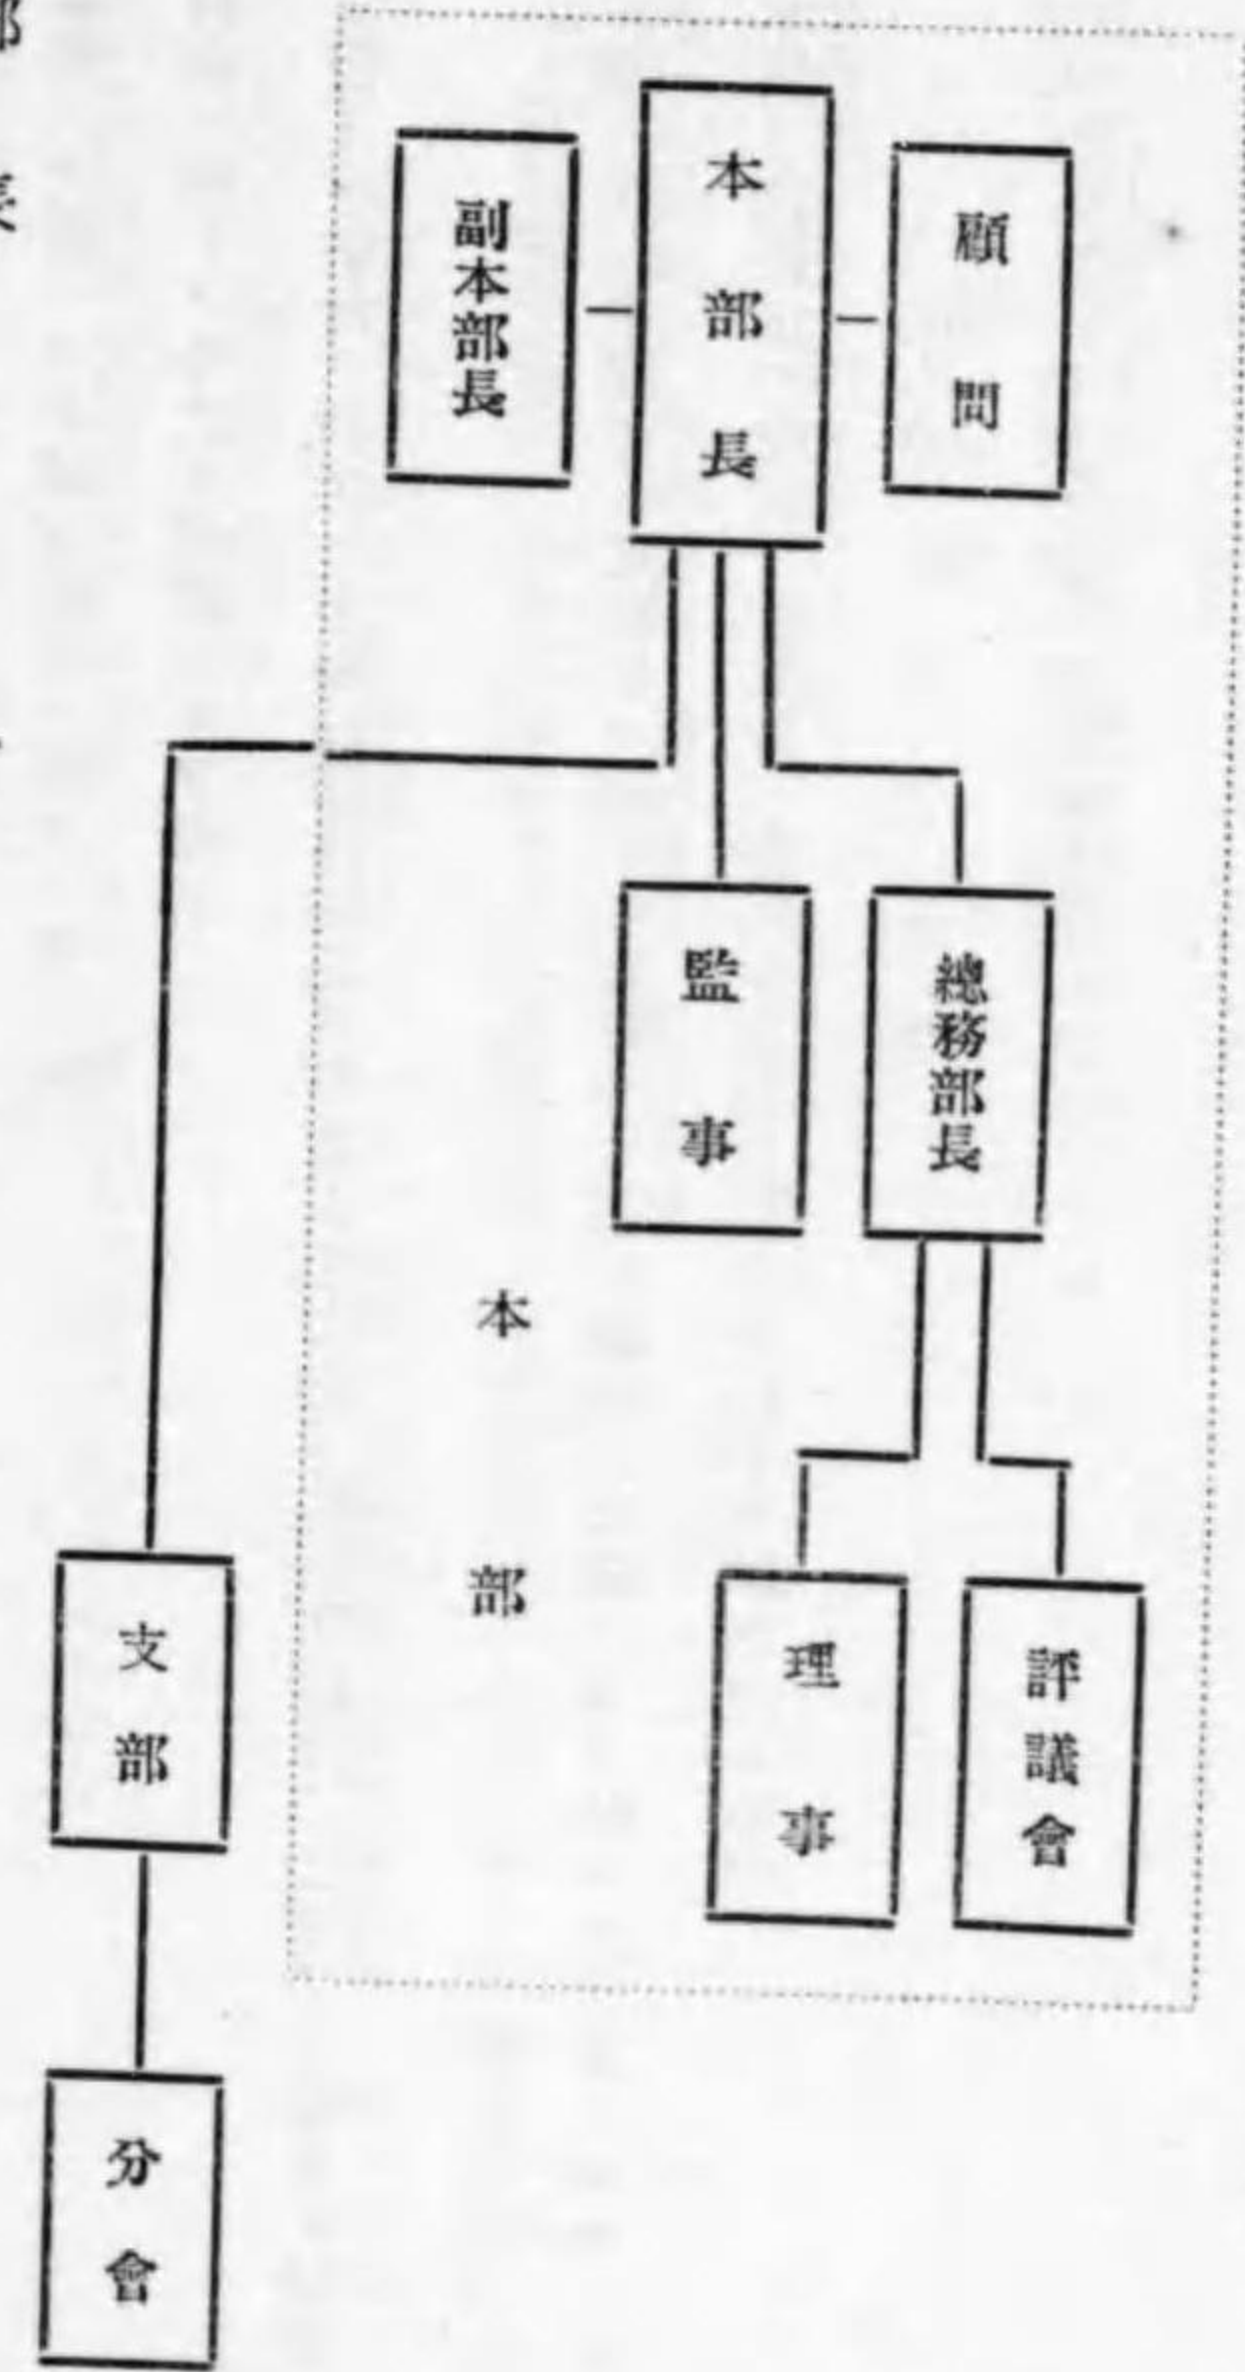 顧問
本部長
副本部長
總務部長
監事
評議會
理事
本部
支部
分會